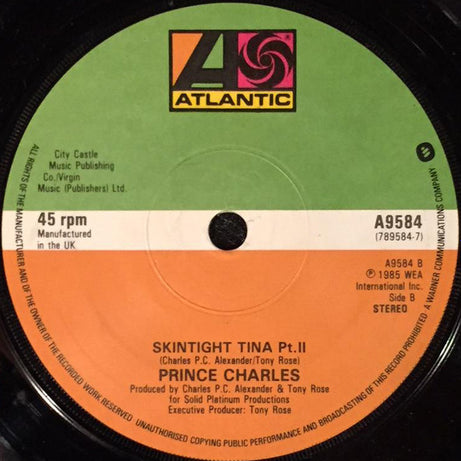 ATLANTIC
City Castle
Music Publishing
Co./Virgin
Music (Publishers) Ltd.
45 rpm
Manufactured
in the UK
A9584
(789584-7)
A9584 B
℗ 1985 WEA
International Inc.
Side B
STEREO
SKINTIGHT TINA Pt.II
(Charles P.C. Alexander/Tony Rose)
PRINCE CHARLES
Produced by Charles P.C. Alexander & Tony Rose
for Solid Platinum Productions
Executive Producer: Tony Rose
ALL RIGHTS OF THE MANUFACTURER AND OF THE OWNER OF THE RECORDED WORK RESERVED UNAUTHORISED COPYING PUBLIC PERFORMANCE AND BROADCASTING OF THIS RECORD PROHIBITED A WARNER COMMUNICATIONS COMPANY